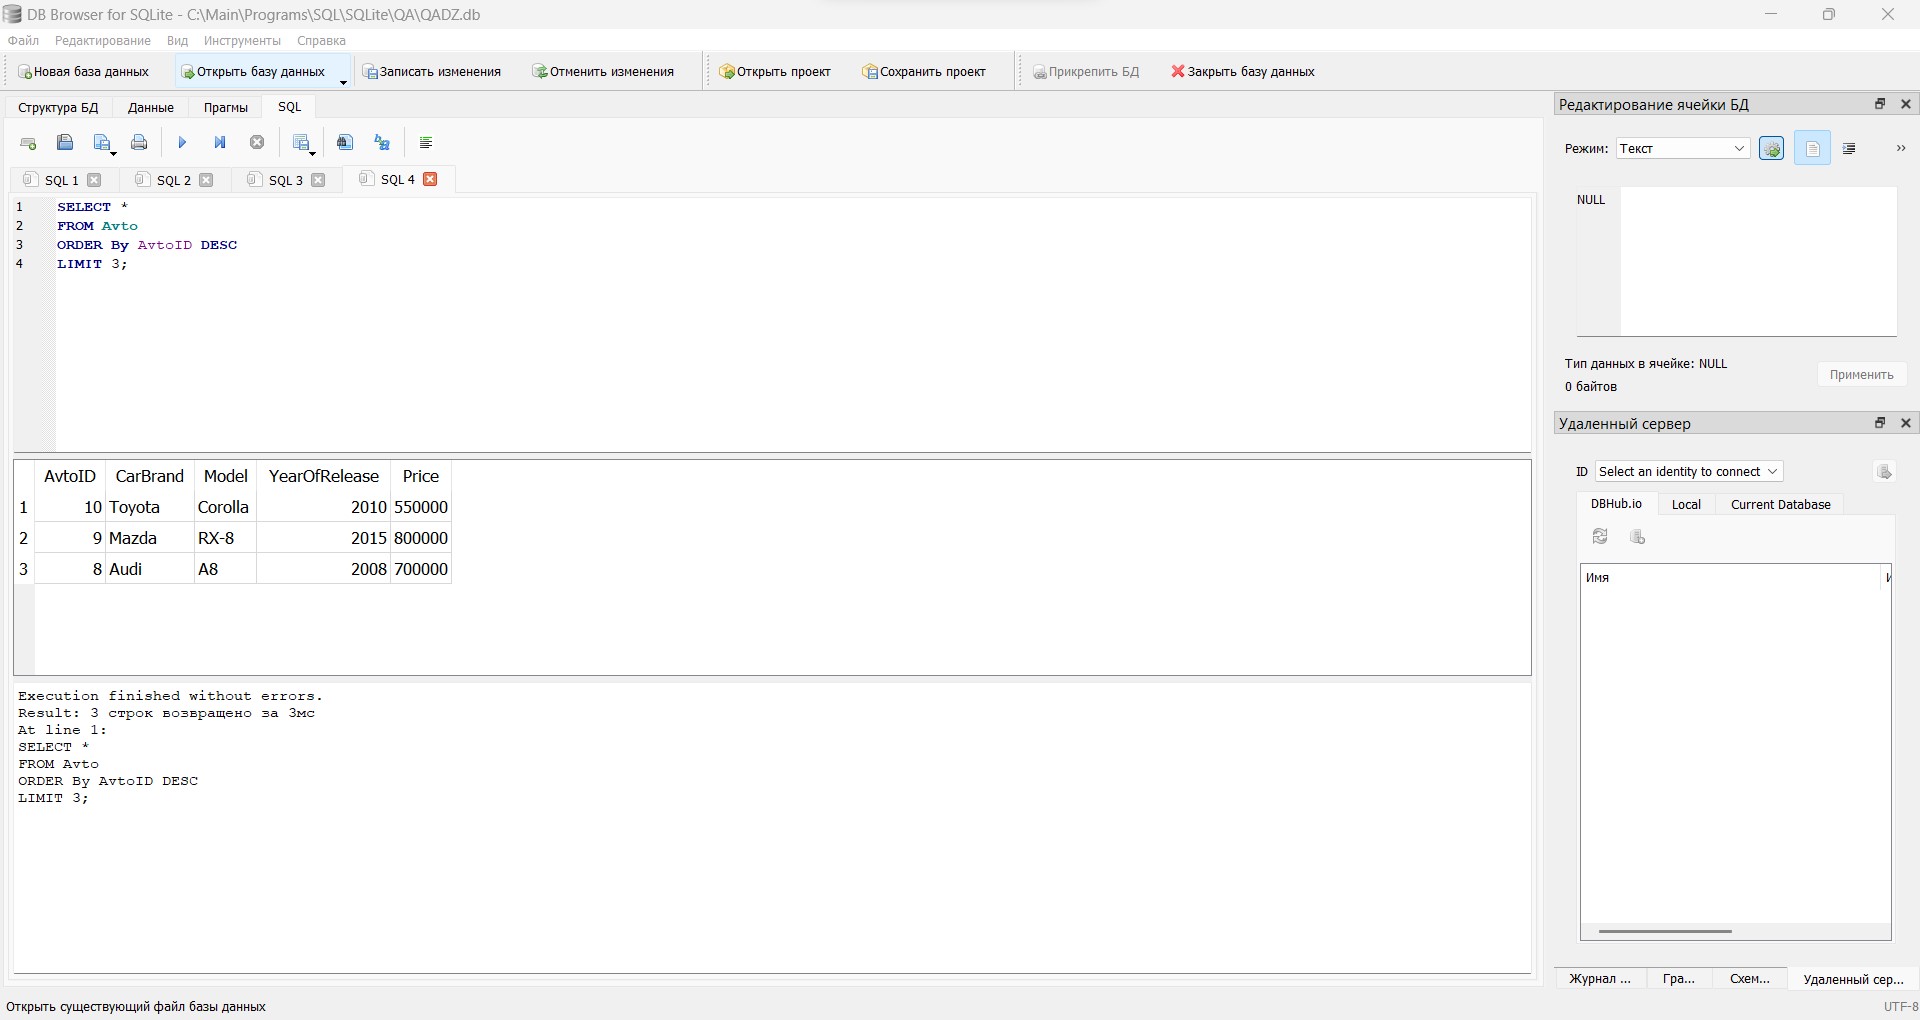 DB Browser for SQLite - C:\Main\Programs\SQL\SQLite\QA\QADZ.db
Файл Редактирование Вид Инструменты Справка
Новая база данных Открыть базу данных Записать изменения Отменить изменения Открыть проект Сохранить проект Прикрепить БД Закрыть базу данных
Структура БД Данные Прагмы SQL
SQL 1 SQL 2 SQL 3 SQL 4
1 SELECT *
2 FROM Avto
3 ORDER By AvtoID DESC
4 LIMIT 3;
AvtoID CarBrand Model YearOfRelease Price
1 10 Toyota Corolla 2010 550000
2 9 Mazda RX-8 2015 800000
3 8 Audi A8 2008 700000
Execution finished without errors.
Result: 3 строк возвращено за 3мс
At line 1:
SELECT *
FROM Avto
ORDER By AvtoID DESC
LIMIT 3;
Редактирование ячейки БД
Режим: Текст
NULL
Тип данных в ячейке: NULL
0 байтов
Применить
Удаленный сервер
ID Select an identity to connect
DBHub.io Local Current Database
Имя
Журнал ... Гра... Схем... Удаленный сер...
Открыть существующий файл базы данных
UTF-8